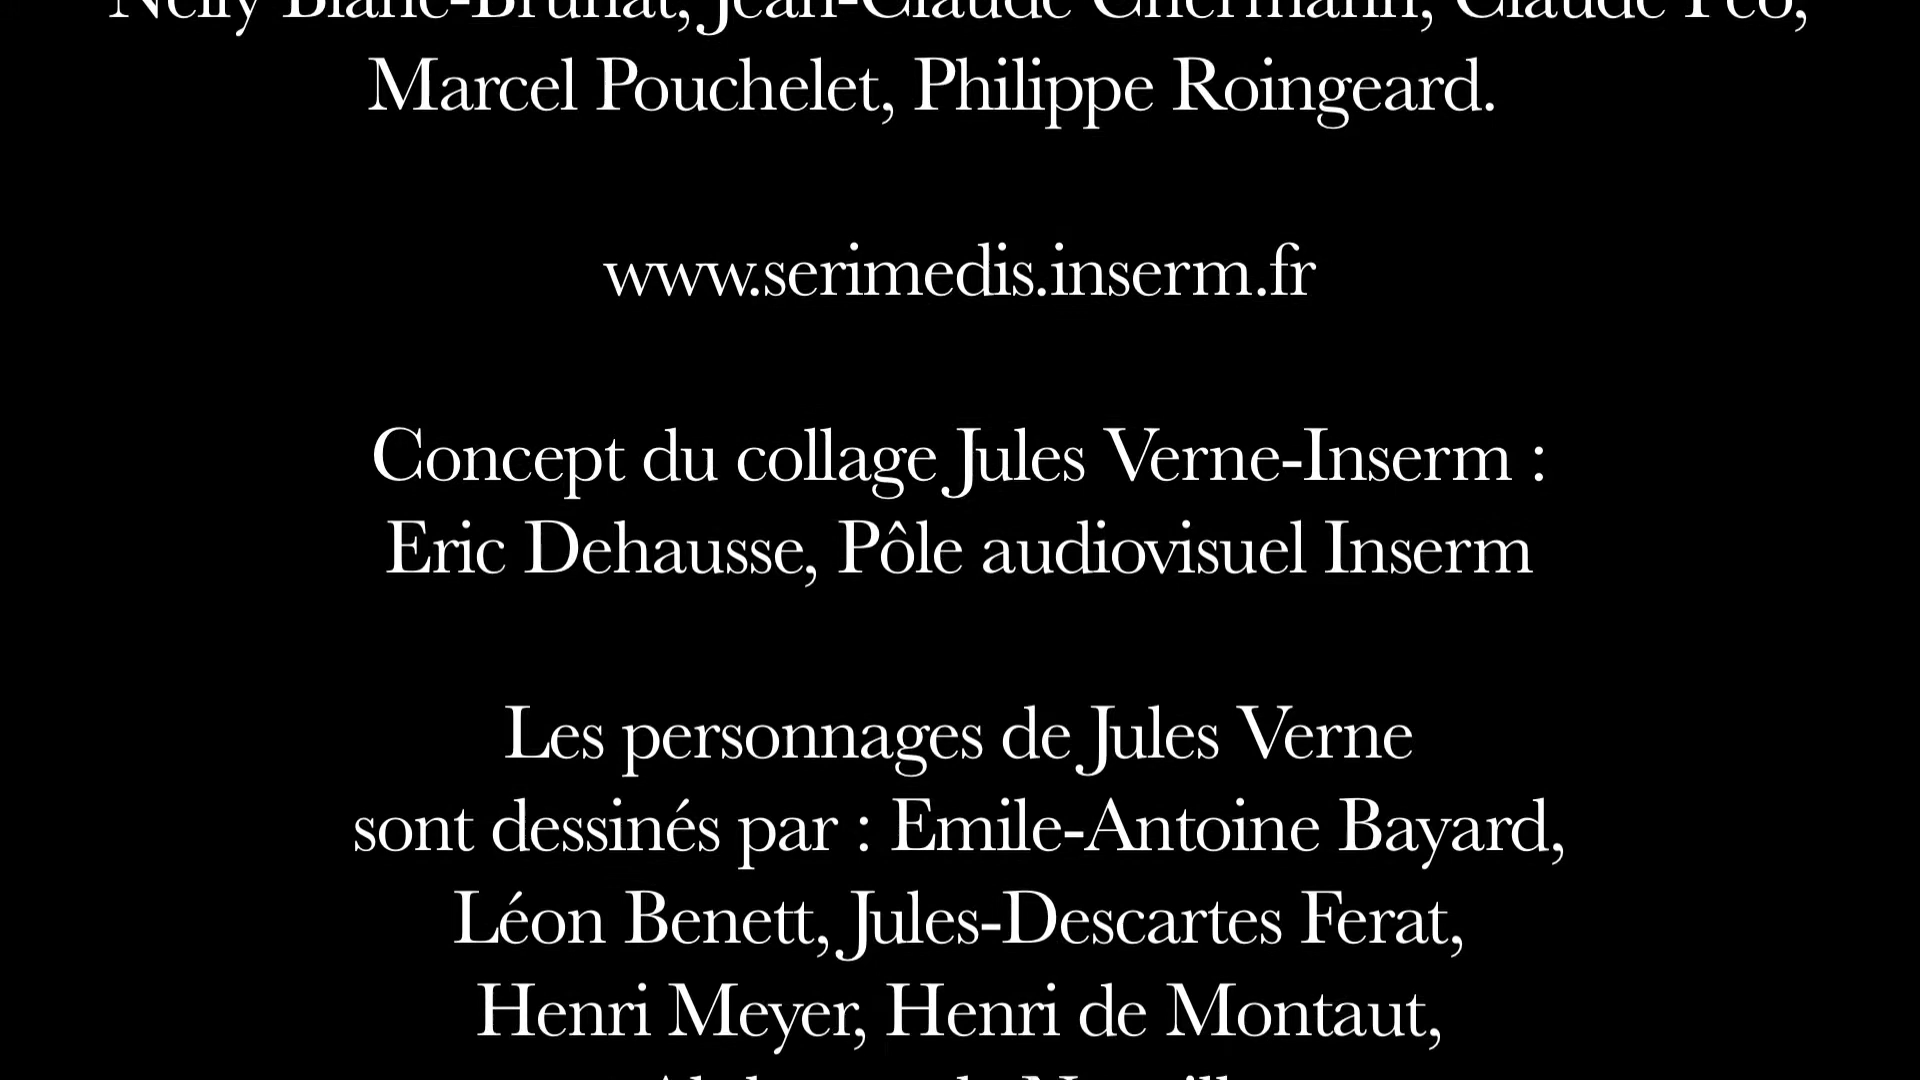 Nelly Blanc-Brunat, Jean-Claude Chermann, Claude
Marcel Pouchelet, Philippe Roingeard.
www.serimedis.inserm.fr
Concept du collage Jules Verne-Inserm :
Eric Dehausse, Pôle audiovisuel Inserm
Les personnages de Jules Verne
sont dessinés par : Emile-Antoine Bayard,
Léon Benett, Jules-Descartes Ferat,
Henri Meyer, Henri de Montaut,